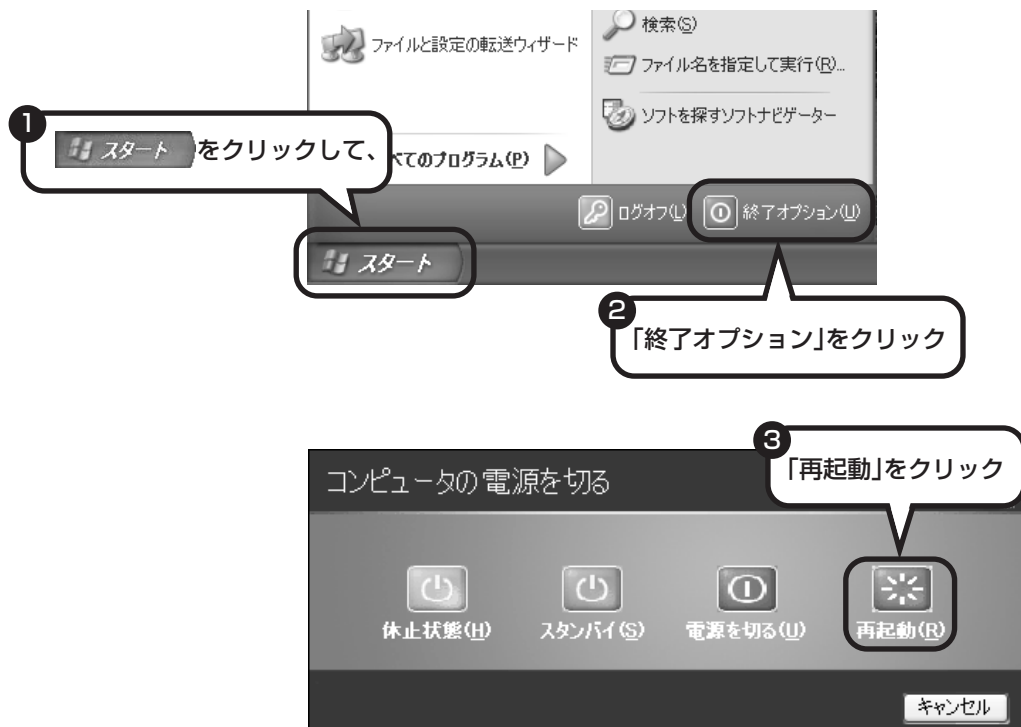 検索(S)
ファイルと設定の転送ウィザード
ファイル名を指定して実行(R)...
ソフトを探すソフトナビゲーター
1
スタート をクリックして、
べてのプログラム(P)
ログオフ(L)
終了オプション(U)
スタート
2
「終了オプション」をクリック
3
「再起動」をクリック
コンピュータの電源を切る
休止状態(H)
スタンバイ(S)
電源を切る(U)
再起動(R)
キャンセル